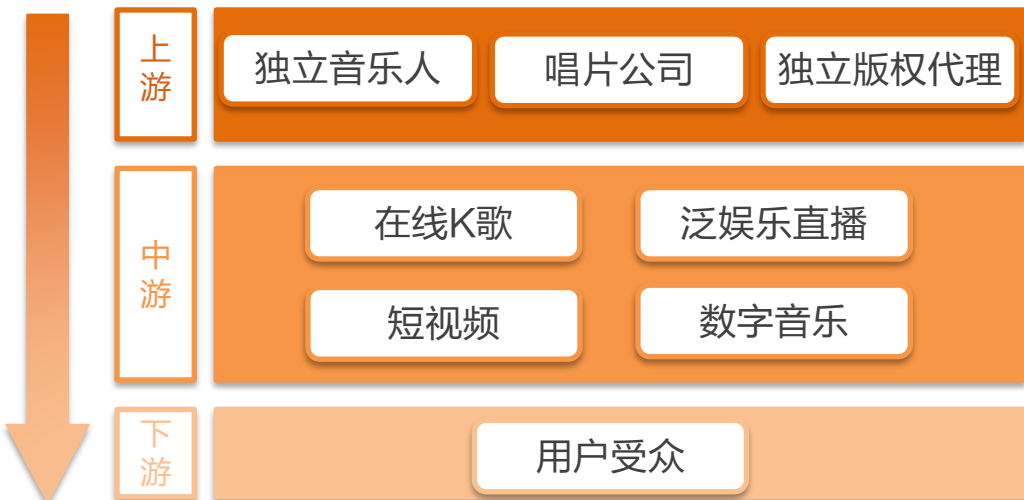 上游
独立音乐人
唱片公司
独立版权代理
中游
在线K歌
泛娱乐直播
短视频
数字音乐
下游
用户受众